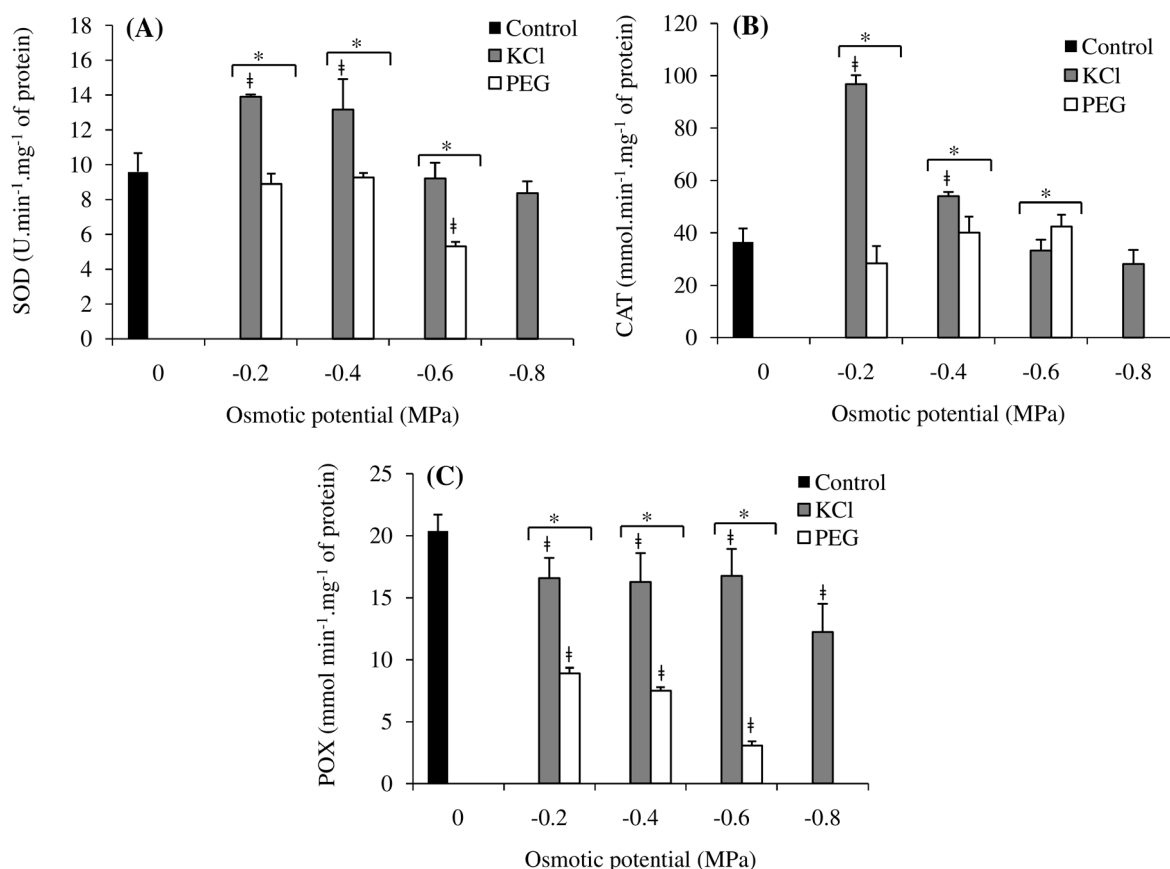 (A)
Control
KCl
PEG
SOD (U.min-1.mg-1 of protein)
18
16
14
12
10
8
6
4
2
0
*
*
*
ǂ
ǂ
ǂ
0
-0.2
-0.4
-0.6
-0.8
Osmotic potential (MPa)
(B)
Control
KCl
PEG
CAT (mmol.min-1.mg-1 of protein)
120
100
80
60
40
20
0
*
*
*
ǂ
ǂ
0
-0.2
-0.4
-0.6
-0.8
Osmotic potential (MPa)
(C)
Control
KCl
PEG
POX (mmol min-1.mg-1 of protein)
25
20
15
10
5
0
*
*
*
ǂ
ǂ
ǂ
ǂ
ǂ
ǂ
ǂ
0
-0.2
-0.4
-0.6
-0.8
Osmotic potential (MPa)